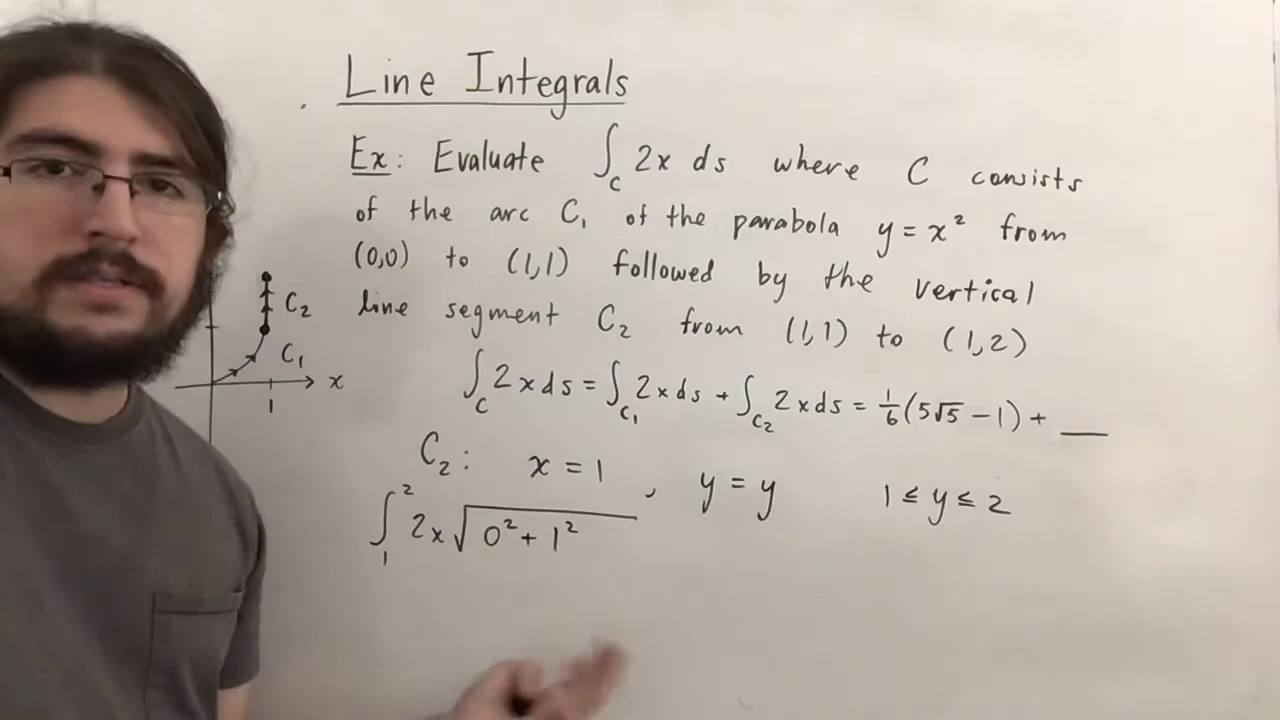 Line Integrals
Ex: Evaluate ∫_C 2x ds where C consists
of the arc C₁ of the parabola y = x² from
(0,0) to (1,1) followed by the vertical
line segment C₂ from (1,1) to (1,2)
C₂
C₁
x
1
∫_C 2x ds = ∫_C₁ 2x ds + ∫_C₂ 2x ds = 1/6 (5√5 − 1) + __
C₂: x = 1, y = y 1 ≤ y ≤ 2
∫₁² 2x √(0² + 1²)